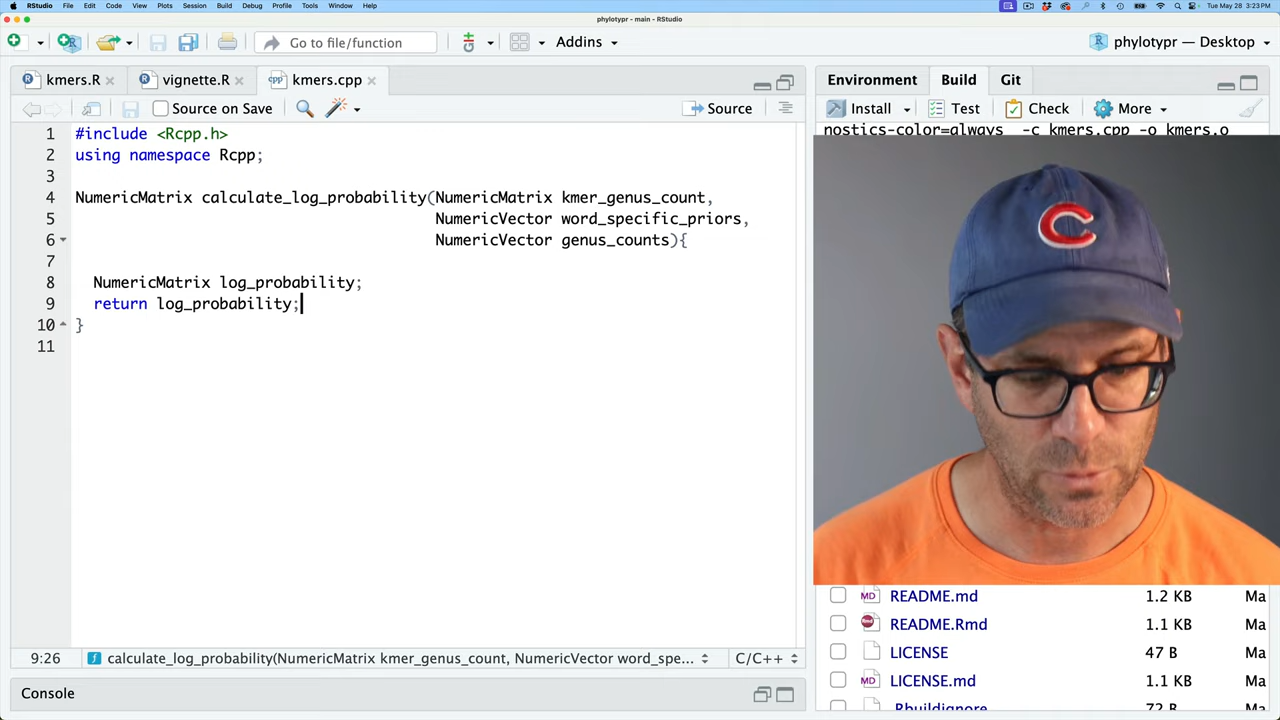 RStudio File Edit Code View Plots Session Build Debug Profile Tools Window Help Tue May 28 3:23 PM
phylotypr - main - RStudio
Go to file/function Addins phylotypr — Desktop
kmers.R vignette.R kmers.cpp
Environment Build Git
Source on Save Source
Install Test Check More
nostics-color=always -c kmers.cpp -o kmers.o
1 #include <Rcpp.h>
2 using namespace Rcpp;
3
4 NumericMatrix calculate_log_probability(NumericMatrix kmer_genus_count,
5 NumericVector word_specific_priors,
6 NumericVector genus_counts){
7
8 NumericMatrix log_probability;
9 return log_probability;
10 }
11
C
README.md 1.2 KB Ma
README.Rmd 1.1 KB Ma
LICENSE 47 B Ma
LICENSE.md 1.1 KB Ma
.Rbuildignore 72 B Ma
9:26 calculate_log_probability(NumericMatrix kmer_genus_count, NumericVector word_spe... C/C++
Console